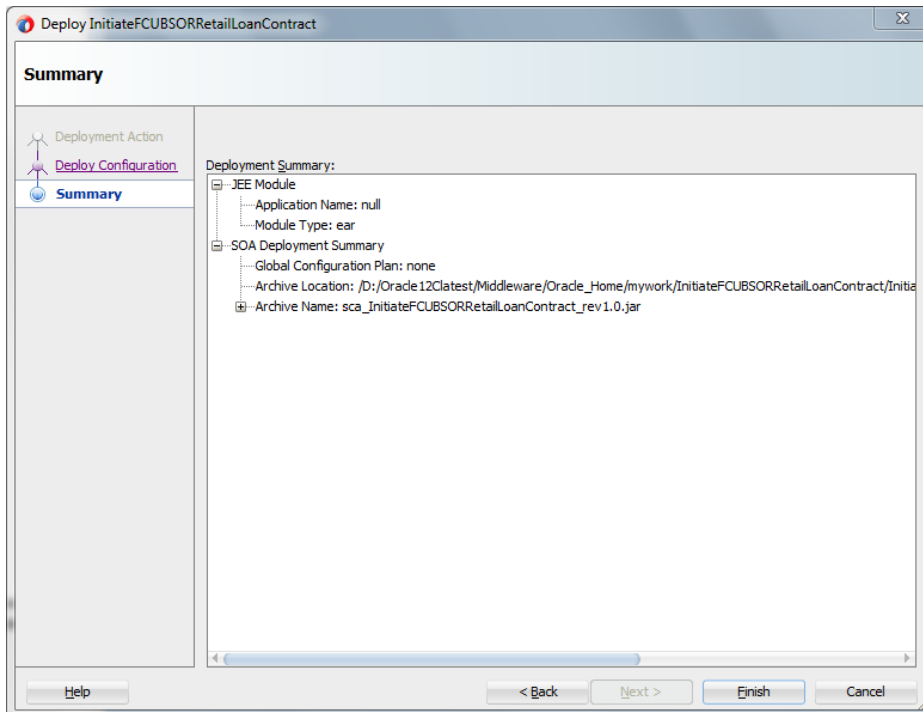 Deploy InitiateFCUBSORRetailLoanContract
Summary
Deployment Action
Deploy Configuration
Summary
Deployment Summary:
JEE Module
Application Name: null
Module Type: ear
SOA Deployment Summary
Global Configuration Plan: none
Archive Location: /D:/Oracle12Clatest/Middleware/Oracle_Home/mywork/InitiateFCUBSORRetailLoanContract/Initia
Archive Name: sca_InitiateFCUBSORRetailLoanContract_rev1.0.jar
Help
< Back
Next >
Finish
Cancel